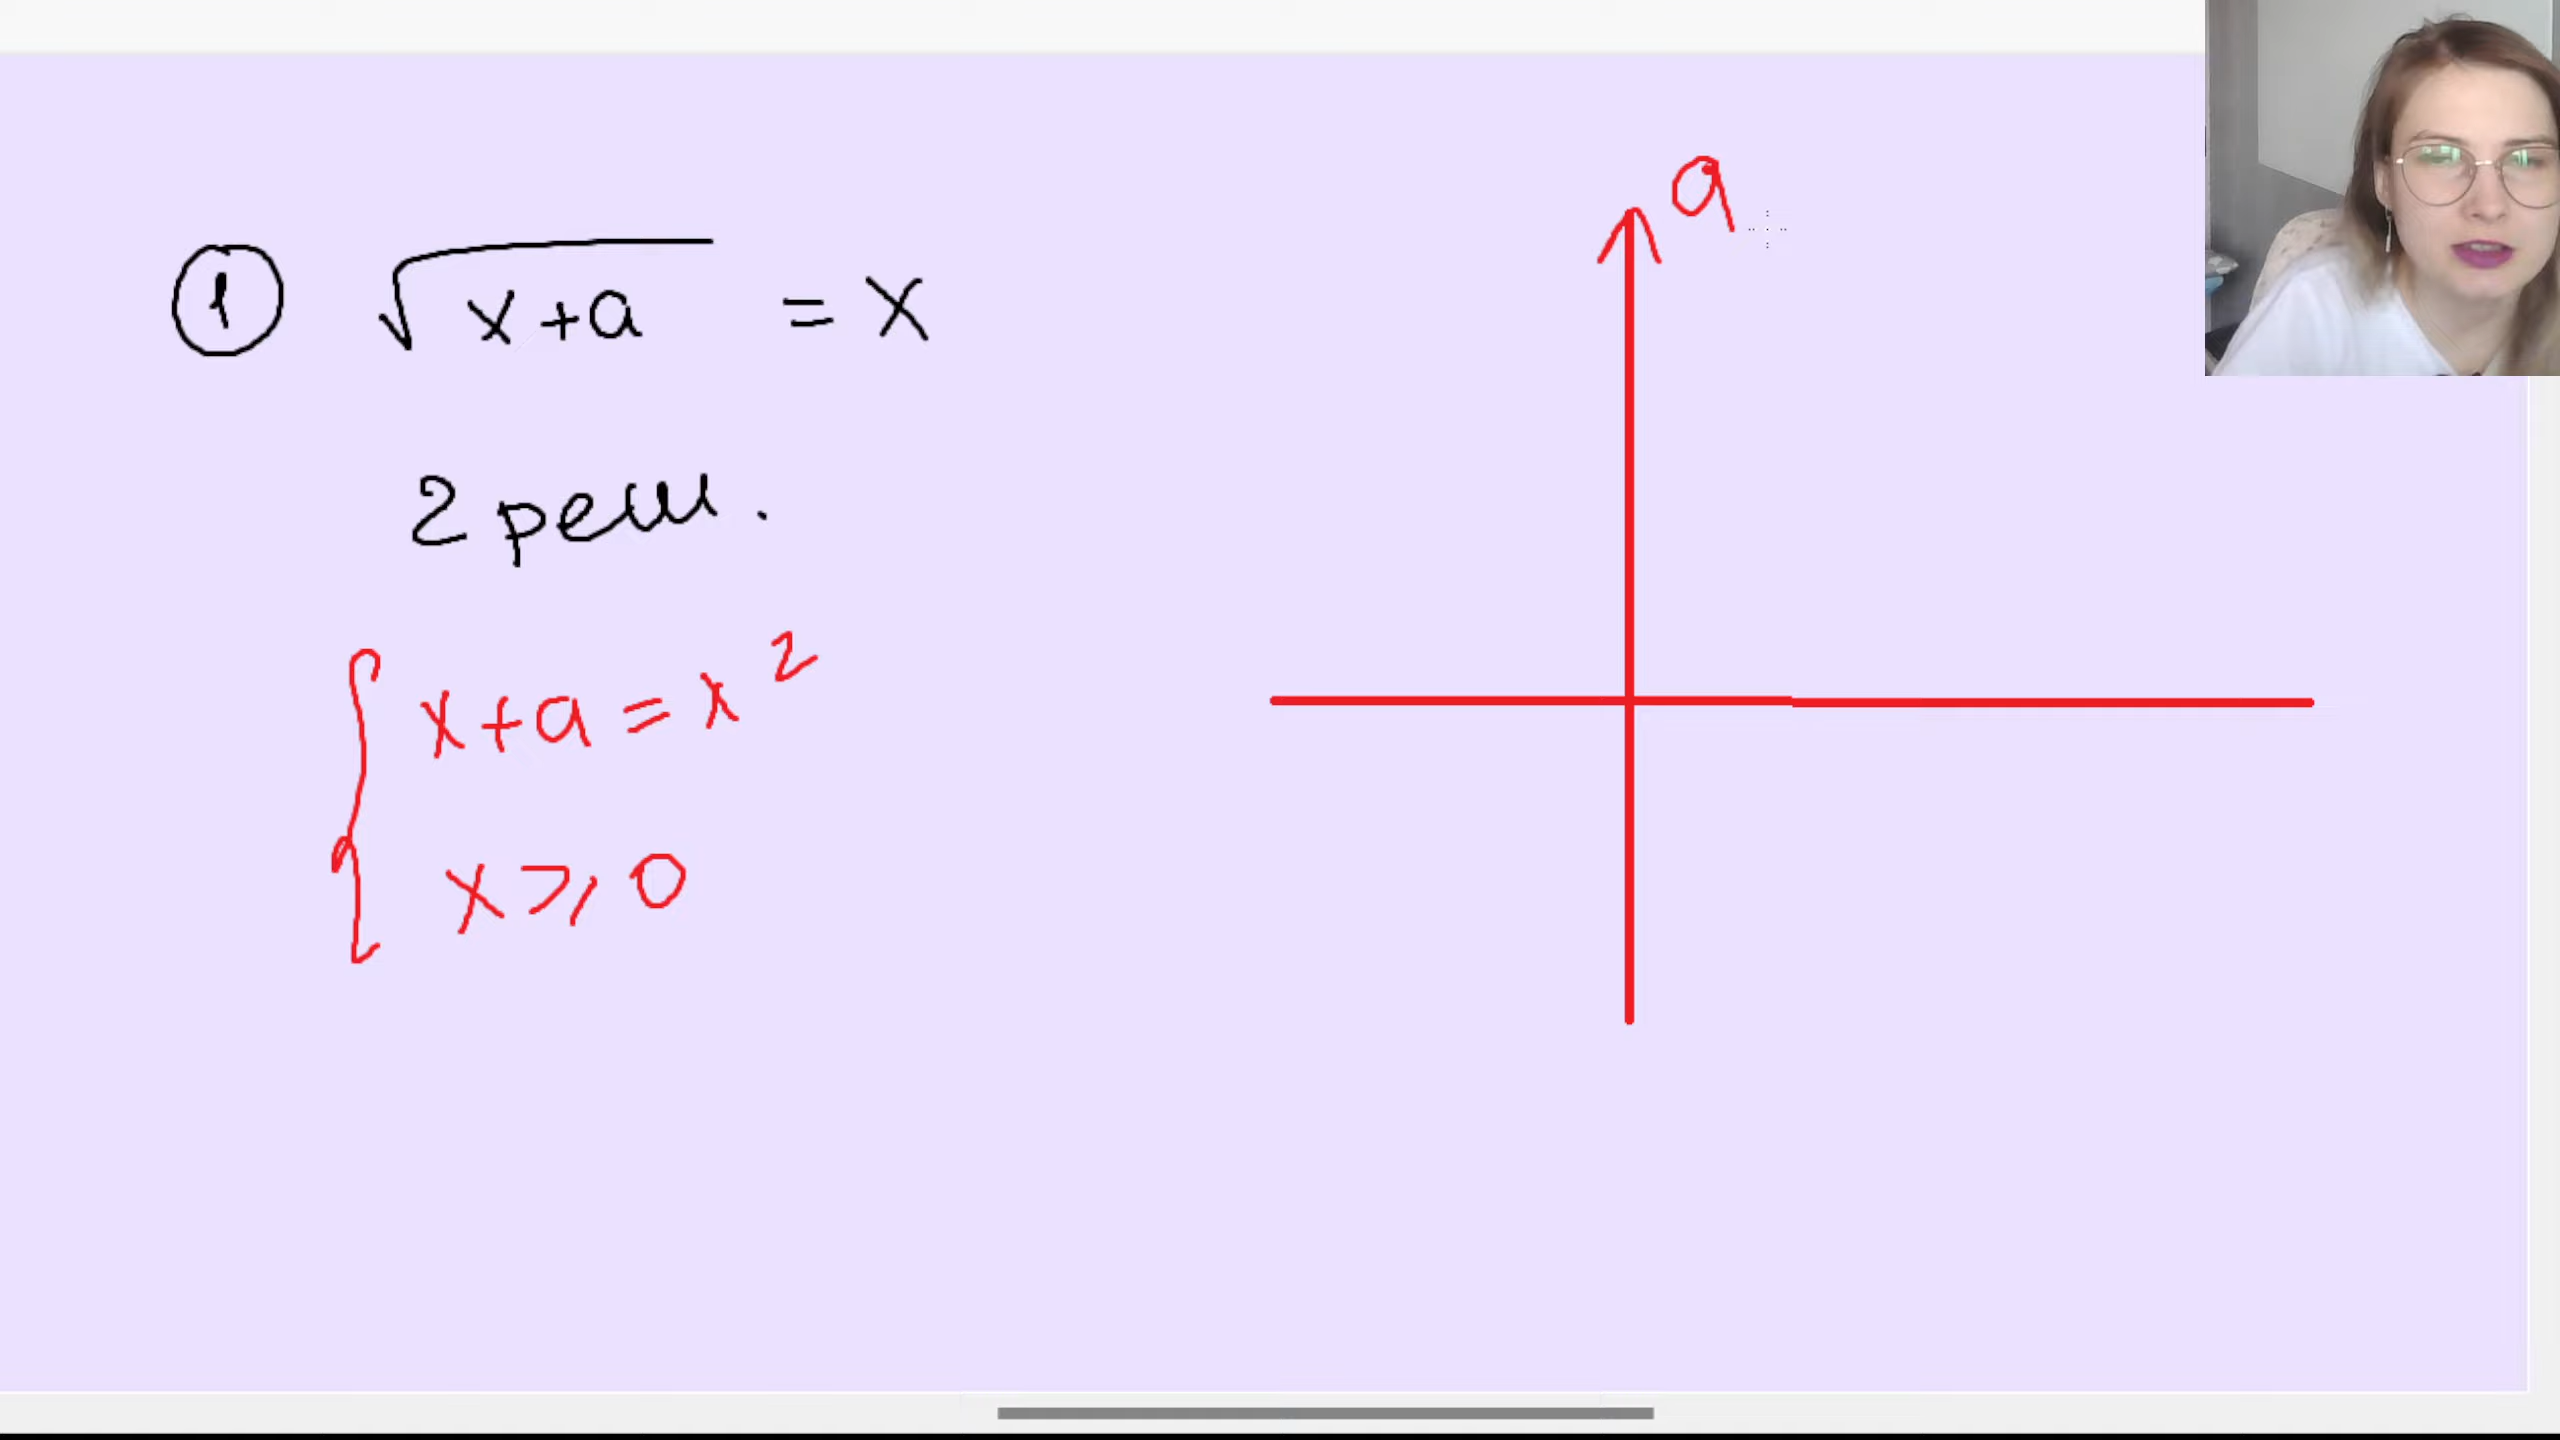 ① √(x+a) = x
2 реш.
{ x+a = x²
x ⩾ 0
a